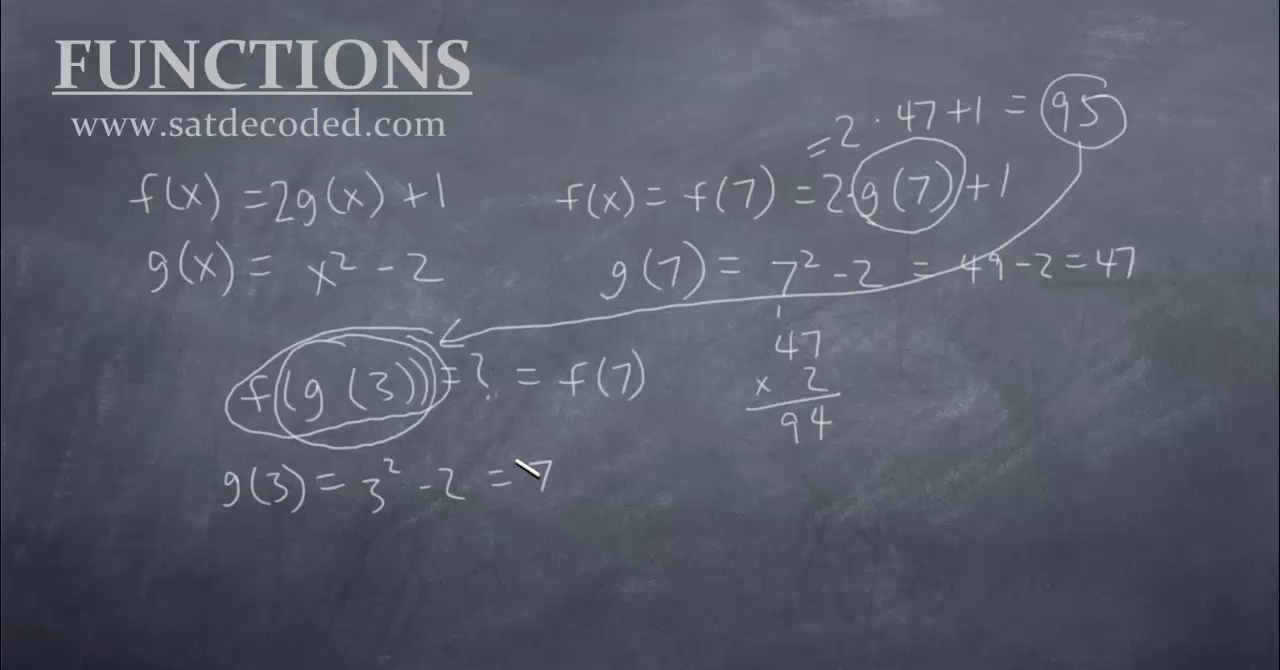 FUNCTIONS
www.satdecoded.com
= 2 · 47 + 1 = 95
f(x) = 2g(x) + 1
f(x) = f(7) = 2·g(7) + 1
g(x) = x² - 2
g(7) = 7² - 2 = 49 - 2 = 47
1
47
x 2
94
f(g(3)) = ? = f(7)
g(3) = 3² - 2 = 7